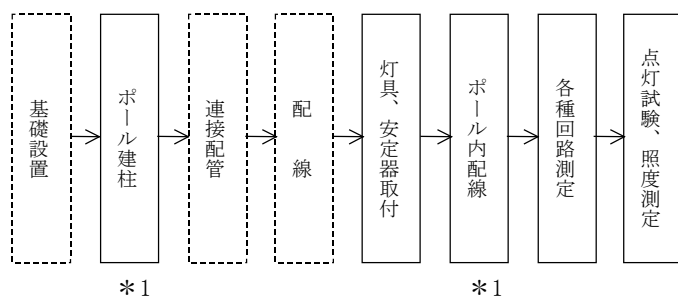 基礎設置
ポール建柱
連接配管
配線
灯具、安定器取付
ポール内配線
各種回路測定
点灯試験、照度測定
＊1
＊1